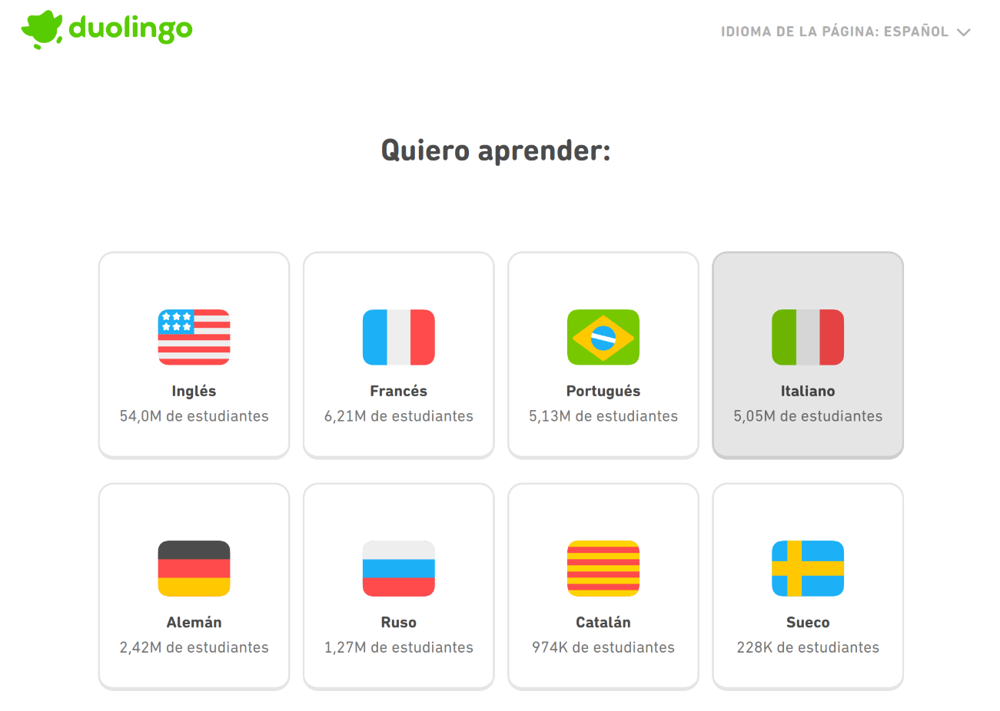 duolingo
IDIOMA DE LA PÁGINA: ESPAÑOL
Quiero aprender:
Inglés
54,0M de estudiantes
Francés
6,21M de estudiantes
Portugués
5,13M de estudiantes
Italiano
5,05M de estudiantes
Alemán
2,42M de estudiantes
Ruso
1,27M de estudiantes
Catalán
974K de estudiantes
Sueco
228K de estudiantes